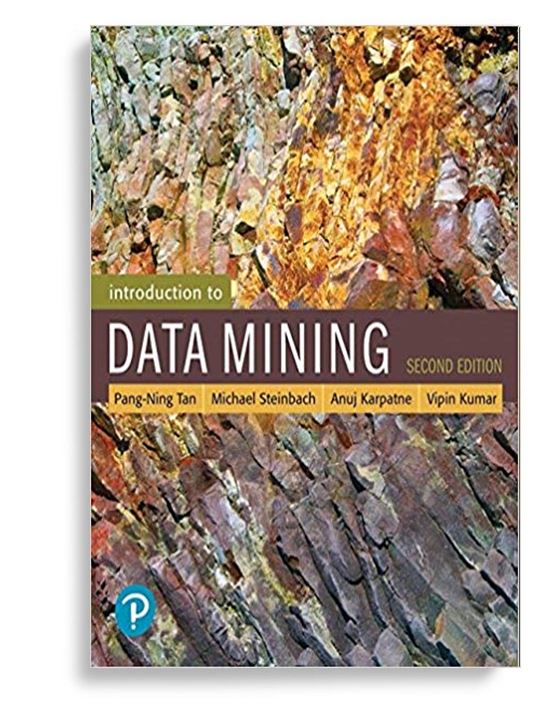 introduction to
DATA MINING SECOND EDITION
Pang-Ning Tan Michael Steinbach Anuj Karpatne Vipin Kumar
P